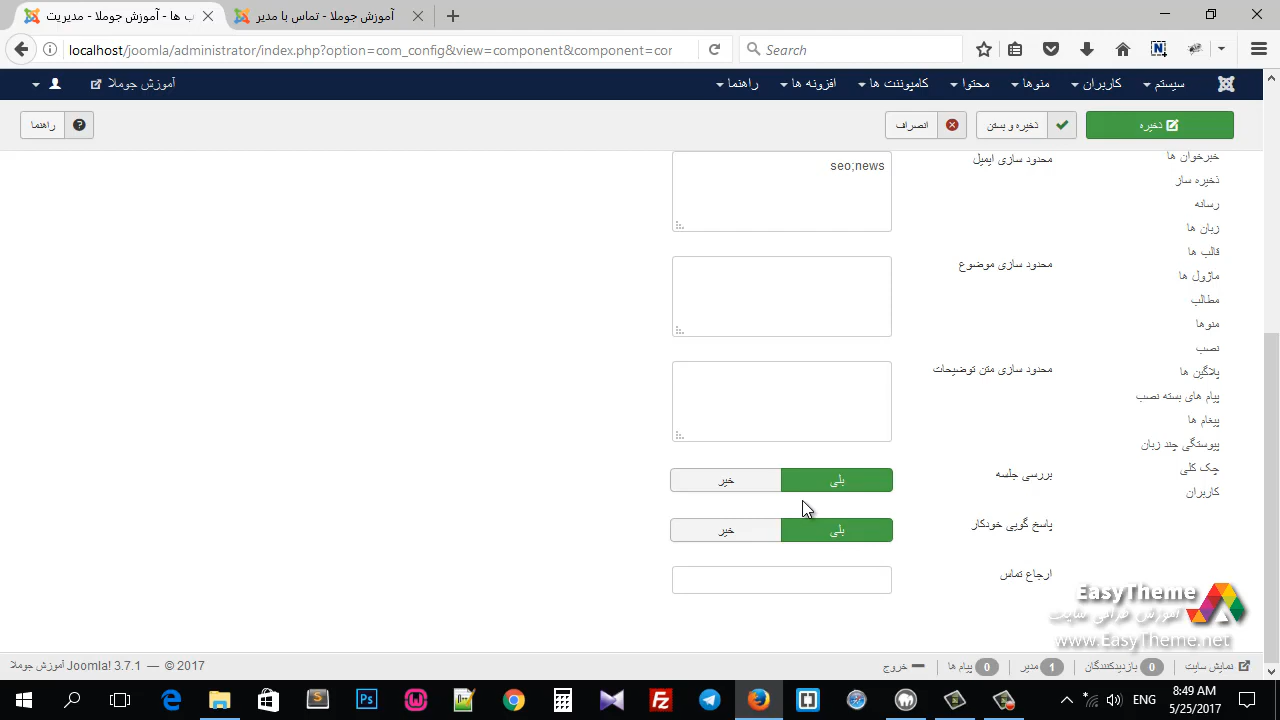 ب ها - آموزش جوملا - مدیریت
آموزش جوملا - تماس با مدیر
localhost/joomla/administrator/index.php?option=com_config&view=component&component=cor
Search
سیستم
کاربران
منوها
محتوا
کامپوننت ها
افزونه ها
راهنما
آموزش جوملا
ذخیره
ذخیره و بستن
انصراف
راهنما
خبرخوان ها
ذخیره ساز
رسانه
زبان ها
قالب ها
ماژول ها
مطالب
منوها
نصب
پلاگین ها
پیام های بسته نصب
پیغام ها
پیوستگی چند زبان
چک کلی
کاربران
محدود سازی ایمیل
seo;news
محدود سازی موضوع
محدود سازی متن توضیحات
بررسی جلسه
بلی
خیر
پاسخ گویی خودکار
بلی
خیر
ارجاع تماس
EasyTheme
آموزش طراحی سایت
www.EasyTheme.net
نمایش سایت
بازدیدکنندگان 0
مدیر 1
پیام ها 0
خروج
آموزش جوملا Joomla! 3.7.1 — © 2017
ENG
8:49 AM
5/25/2017